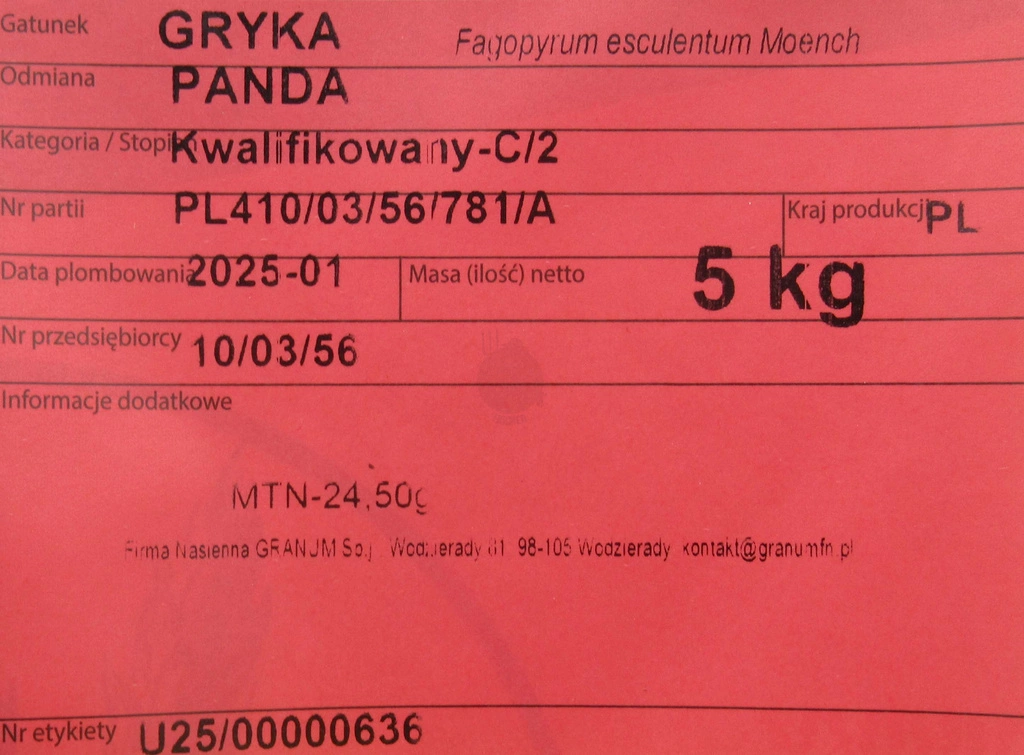 Gatunek GRYKA Fagopyrum esculentum Moench
Odmiana PANDA
Kategoria / Stopi Kwalifikowany-C/2
Nr partii PL410/03/56/781/A Kraj produkcji PL
Data plombowania 2025-01 Masa (ilość) netto 5 kg
Nr przedsiębiorcy 10/03/56
Informacje dodatkowe
MTN-24,50g
Firma Nasienna GRANUM Sp.j 98-105 Wodzierady kontakt@granumfn.pl
Nr etykiety U25/00000636